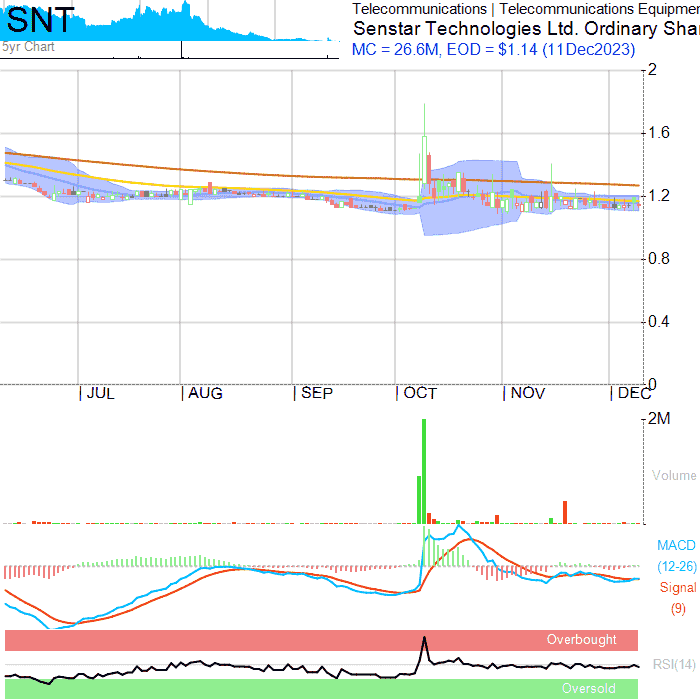 SNT
5yr Chart
Telecommunications | Telecommunications Equipmen
Senstar Technologies Ltd. Ordinary Shar
MC = 26.6M, EOD = $1.14 (11Dec2023)
2
1.6
1.2
0.8
0.4
0
JUL AUG SEP OCT NOV DEC
2M
Volume
MACD
(12-26)
Signal
(9)
Overbought
RSI(14)
Oversold